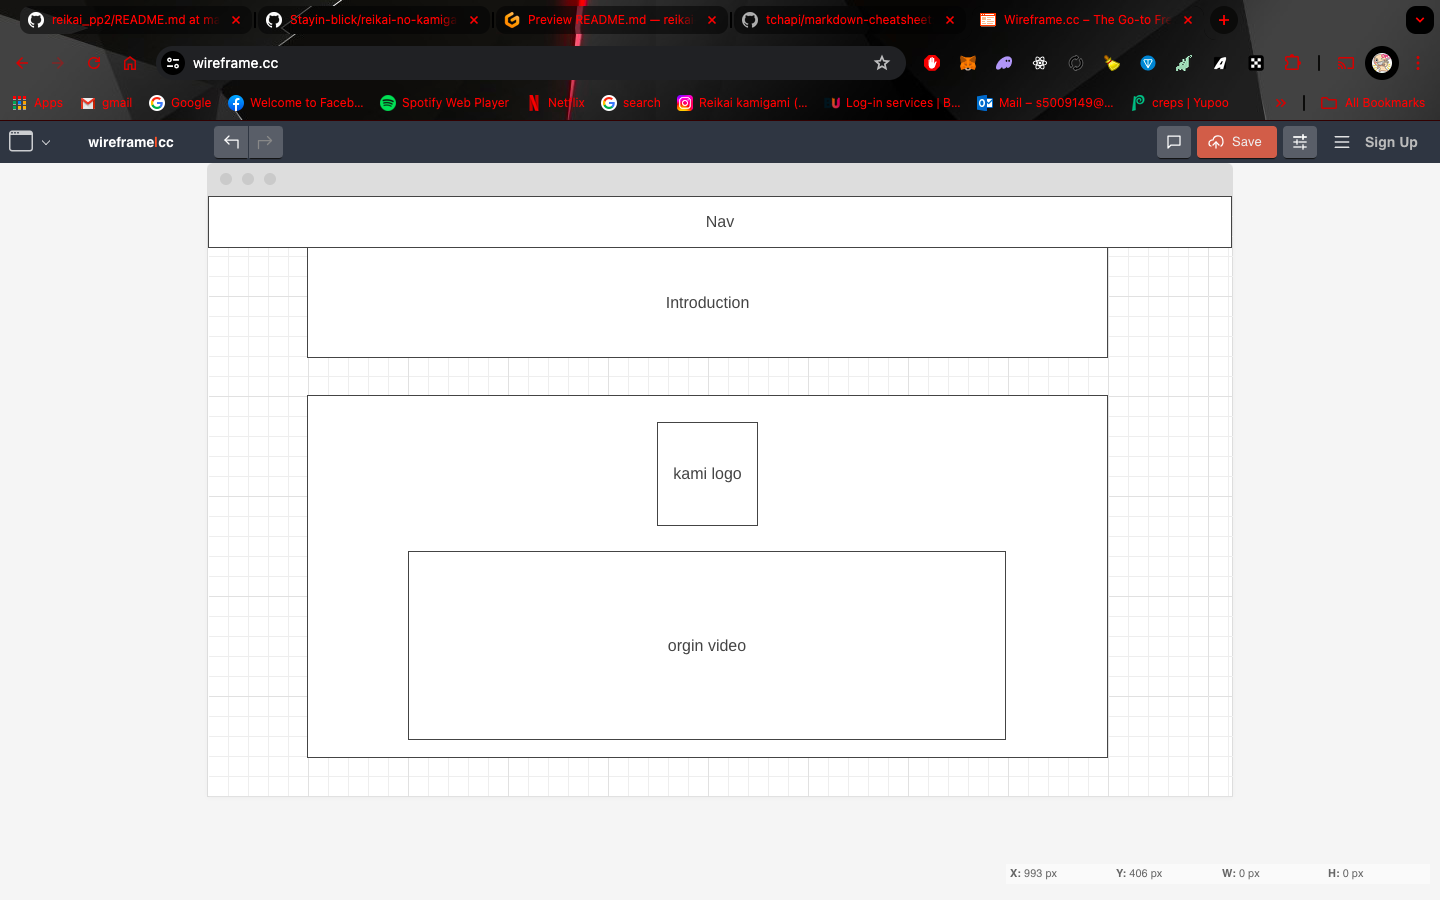 reikai_pp2/README.md at ma
Stayin-blick/reikai-no-kamiga
Preview README.md — reikai
tchapi/markdown-cheatsheet
Wireframe.cc – The Go-to Fre
wireframe.cc
Apps
gmail
Google
Welcome to Faceb...
Spotify Web Player
Netflix
search
Reikai kamigami (...
Log-In services | B...
Mail – s5009149@...
creps | Yupoo
All Bookmarks
wireframe|cc
Save
Sign Up
Nav
Introduction
kami logo
orgin video
X: 993 px Y: 406 px W: 0 px H: 0 px